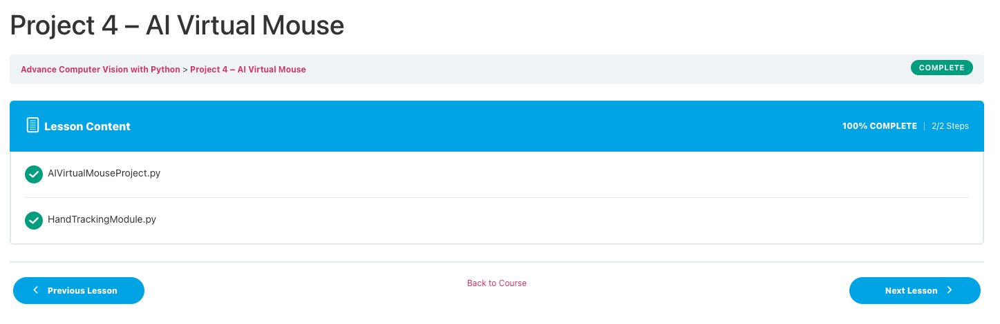 Project 4 – AI Virtual Mouse
Advance Computer Vision with Python > Project 4 – AI Virtual Mouse
COMPLETE
Lesson Content
100% COMPLETE | 2/2 Steps
AIVirtualMouseProject.py
HandTrackingModule.py
Previous Lesson
Back to Course
Next Lesson